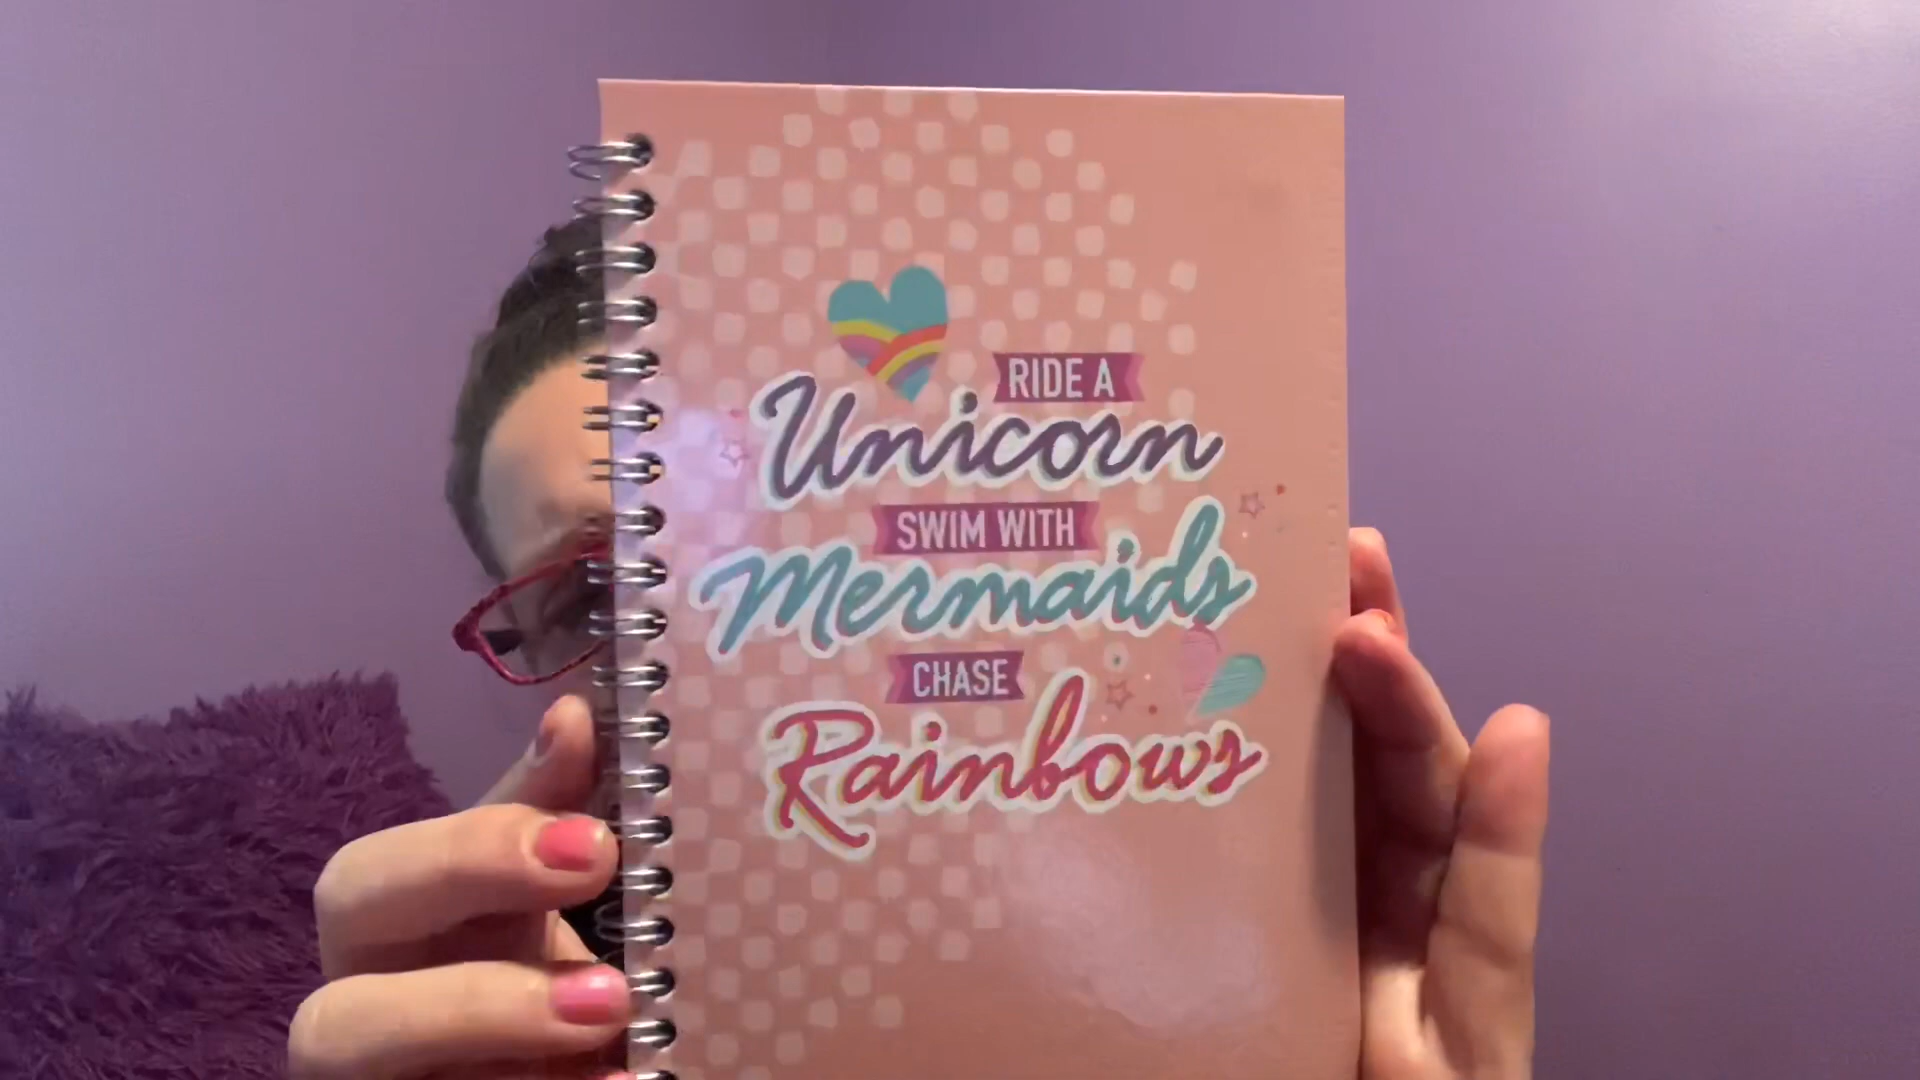 RIDE A
Unicorn
SWIM WITH
Mermaids
CHASE
Rainbows